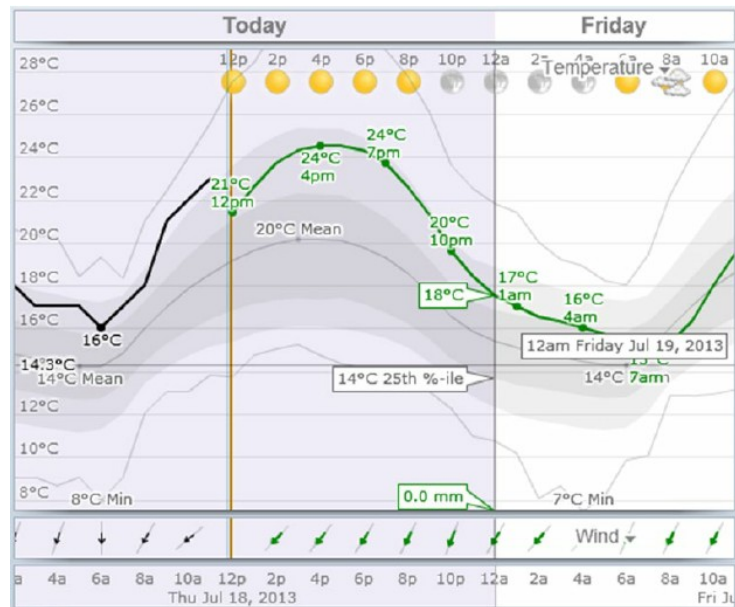 Today Friday
28°C 12p 2p 4p 6p 8p 10p 12a 2a 4a 6a 8a 10a
Temperature
26°C
24°C
24°C 4pm
24°C 7pm
22°C
21°C 12pm
20°C
20°C Mean
20°C 10pm
18°C
18°C
17°C 1am
16°C
16°C
16°C 4am
12am Friday Jul 19, 2013
14.3°C
14°C Mean
14°C 25th %-ile
14°C
7am
12°C
10°C
8°C
8°C Min
0.0 mm
7°C Min
Wind
4a 6a 8a 10a 12p 2p 4p 6p 8p 10p 12a 2a 4a 6a 8a 10a
Thu Jul 18, 2013